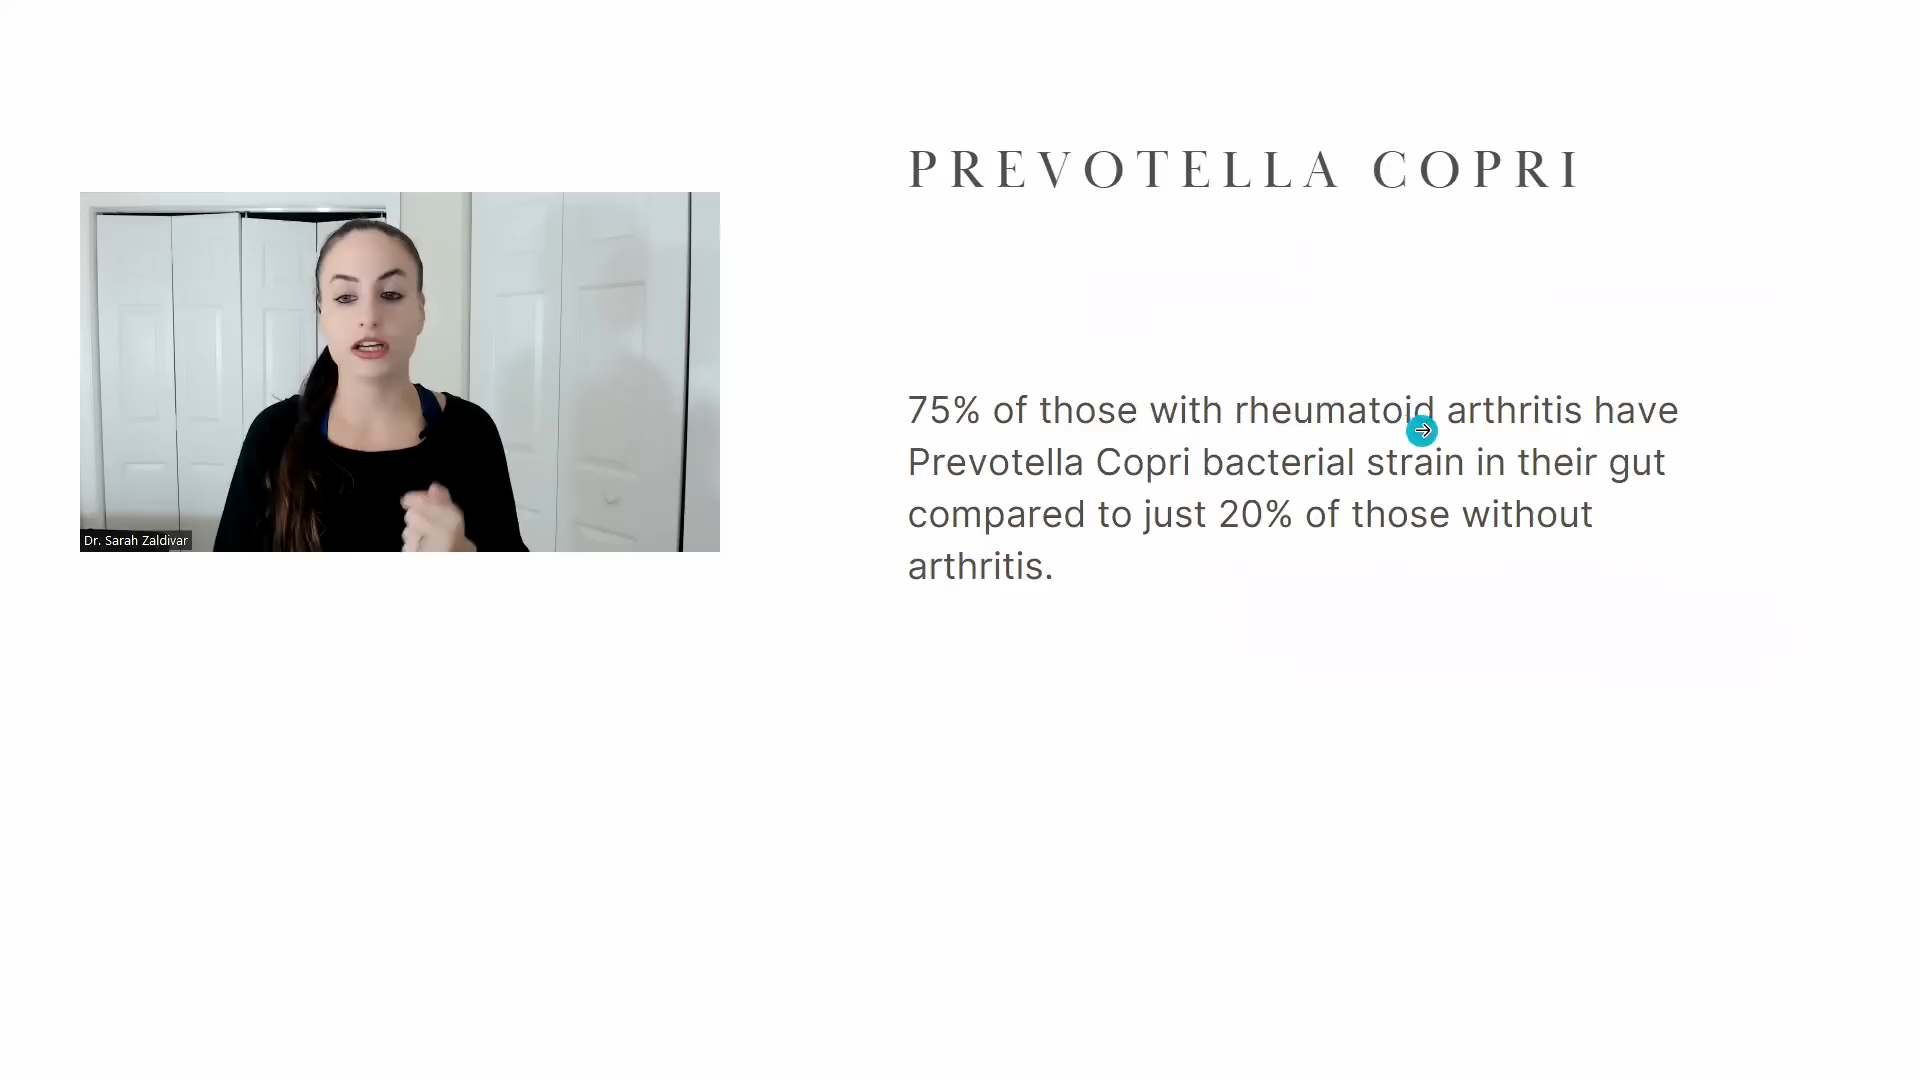 PREVOTELLA COPRI
75% of those with rheumatoid arthritis have
Prevotella Copri bacterial strain in their gut
compared to just 20% of those without
arthritis.
Dr. Sarah Zaldivar